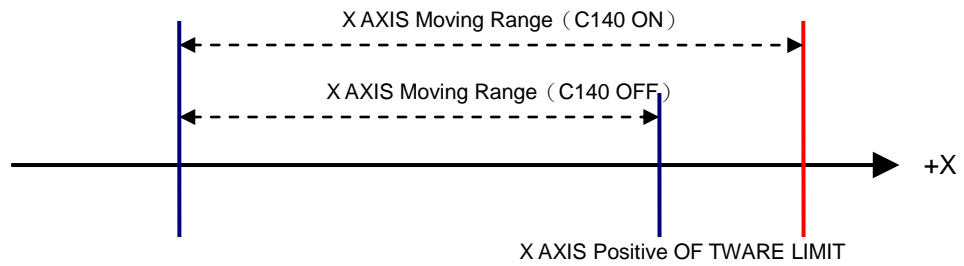 X AXIS Moving Range（C140 ON）
X AXIS Moving Range（C140 OFF）
+X
X AXIS Positive OF TWARE LIMIT